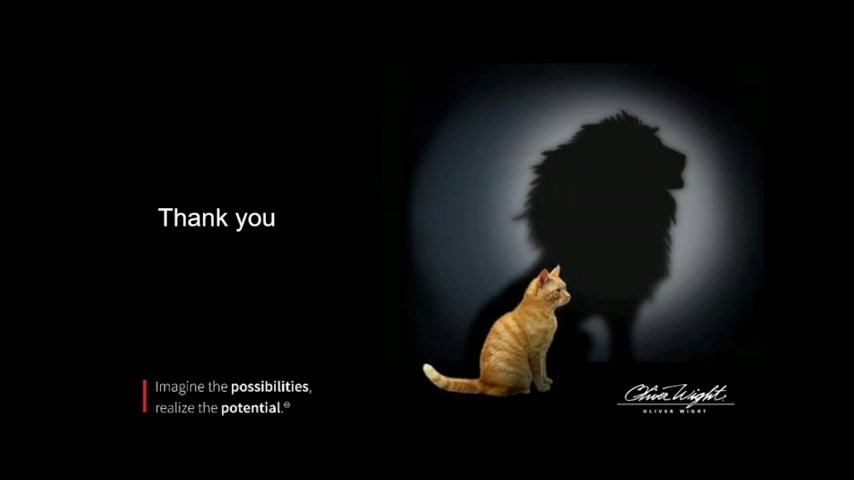 Thank you
Imagine the possibilities,
realize the potential.®
Oliver Wight
OLIVER WIGHT